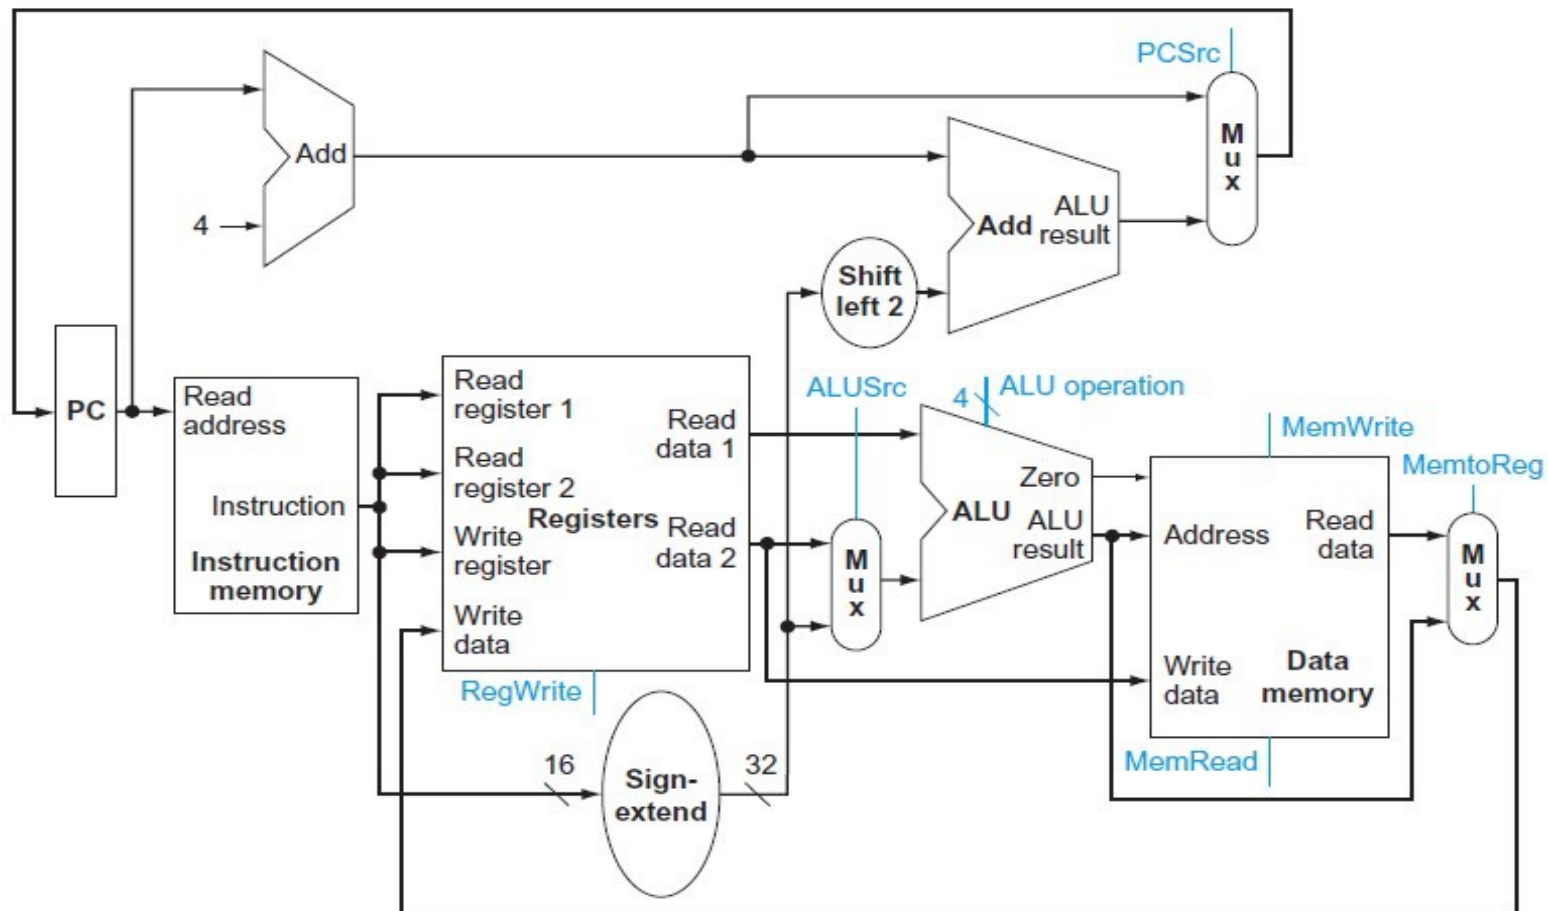 PCSrc
M
u
x
Add
4
Add
ALU
result
Shift
left 2
PC
Read
address
Instruction
Instruction
memory
Read
register 1
Read
register 2
Write
register
Write
data
Registers
Read
data 1
Read
data 2
RegWrite
16
Sign-
extend
32
ALUSrc
M
u
x
4
ALU operation
Zero
ALU
ALU
result
MemWrite
Address
Read
data
Write
data
Data
memory
MemRead
MemtoReg
M
u
x